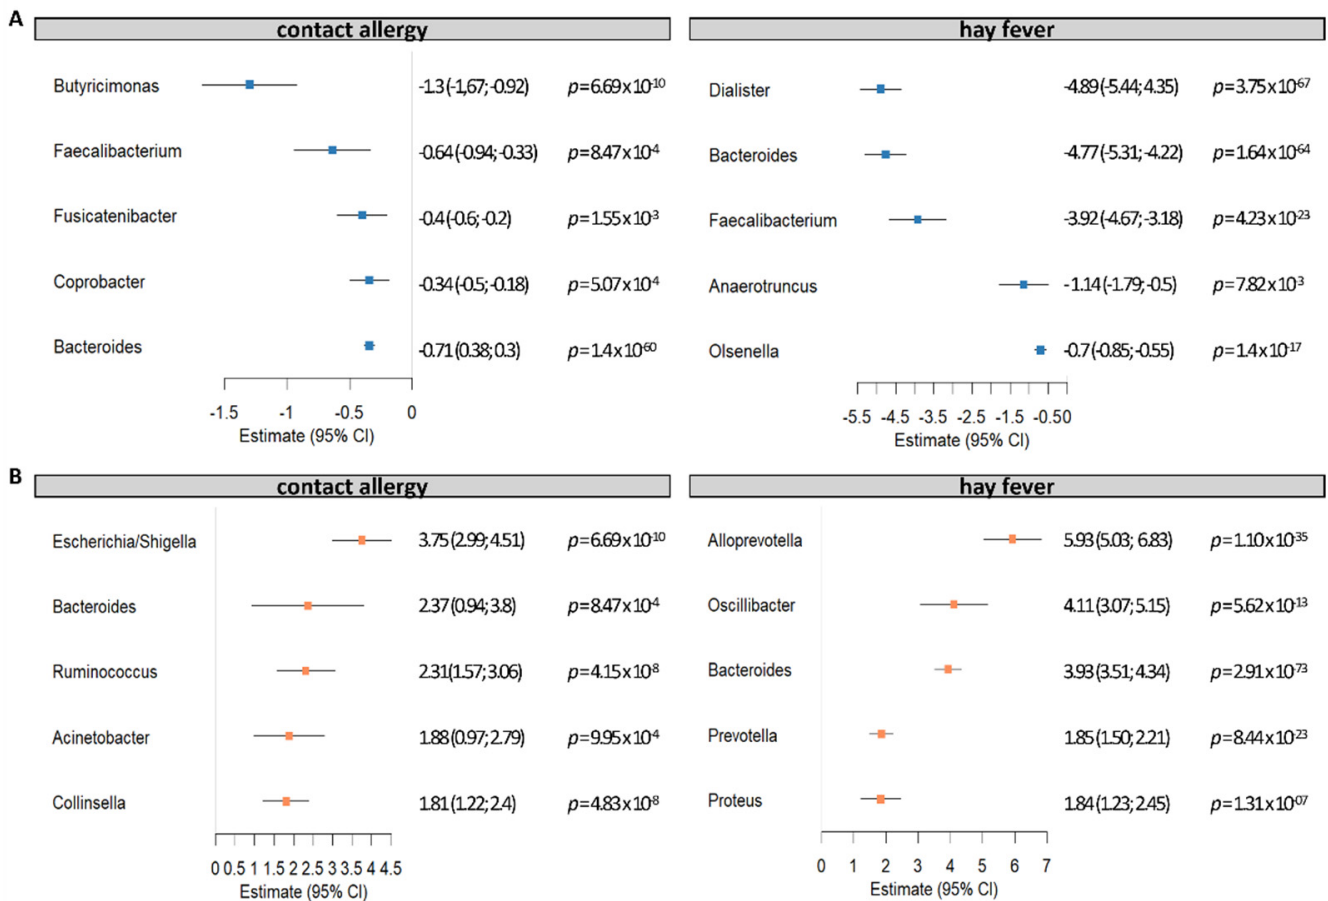 A
contact allergy
Butyricimonas -1.3 (-1,67; -0.92) p=6.69x10-10
Faecalibacterium -0.64 (-0.94; -0.33) p=8.47x10-4
Fusicatenibacter -0.4 (-0.6; -0.2) p=1.55x10-3
Coprobacter -0.34 (-0.5; -0.18) p=5.07x10-4
Bacteroides -0.71 (0.38; 0.3) p=1.4x10-60
-1.5 -1 -0.5 0
Estimate (95% CI)
hay fever
Dialister -4.89 (-5.44; 4.35) p=3.75x10-67
Bacteroides -4.77 (-5.31; -4.22) p=1.64x10-64
Faecalibacterium -3.92 (-4.67; -3.18) p=4.23x10-23
Anaerotruncus -1.14 (-1.79; -0.5) p=7.82x10-3
Olsenella -0.7 (-0.85; -0.55) p=1.4x10-17
-5.5 -4.5 -3.5 -2.5 -1.5 -0.50
Estimate (95% CI)
B
contact allergy
Escherichia/Shigella 3.75 (2.99; 4.51) p=6.69x10-10
Bacteroides 2.37 (0.94; 3.8) p=8.47x10-4
Ruminococcus 2.31 (1.57; 3.06) p=4.15x10-8
Acinetobacter 1.88 (0.97; 2.79) p=9.95x10-4
Collinsella 1.81 (1.22; 2.4) p=4.83x10-8
0 0.5 1 1.5 2 2.5 3 3.5 4 4.5
Estimate (95% CI)
hay fever
Alloprevotella 5.93 (5.03; 6.83) p=1.10x10-35
Oscillibacter 4.11 (3.07; 5.15) p=5.62x10-13
Bacteroides 3.93 (3.51; 4.34) p=2.91x10-73
Prevotella 1.85 (1.50; 2.21) p=8.44x10-23
Proteus 1.84 (1.23; 2.45) p=1.31x10-07
0 1 2 3 4 5 6 7
Estimate (95% CI)